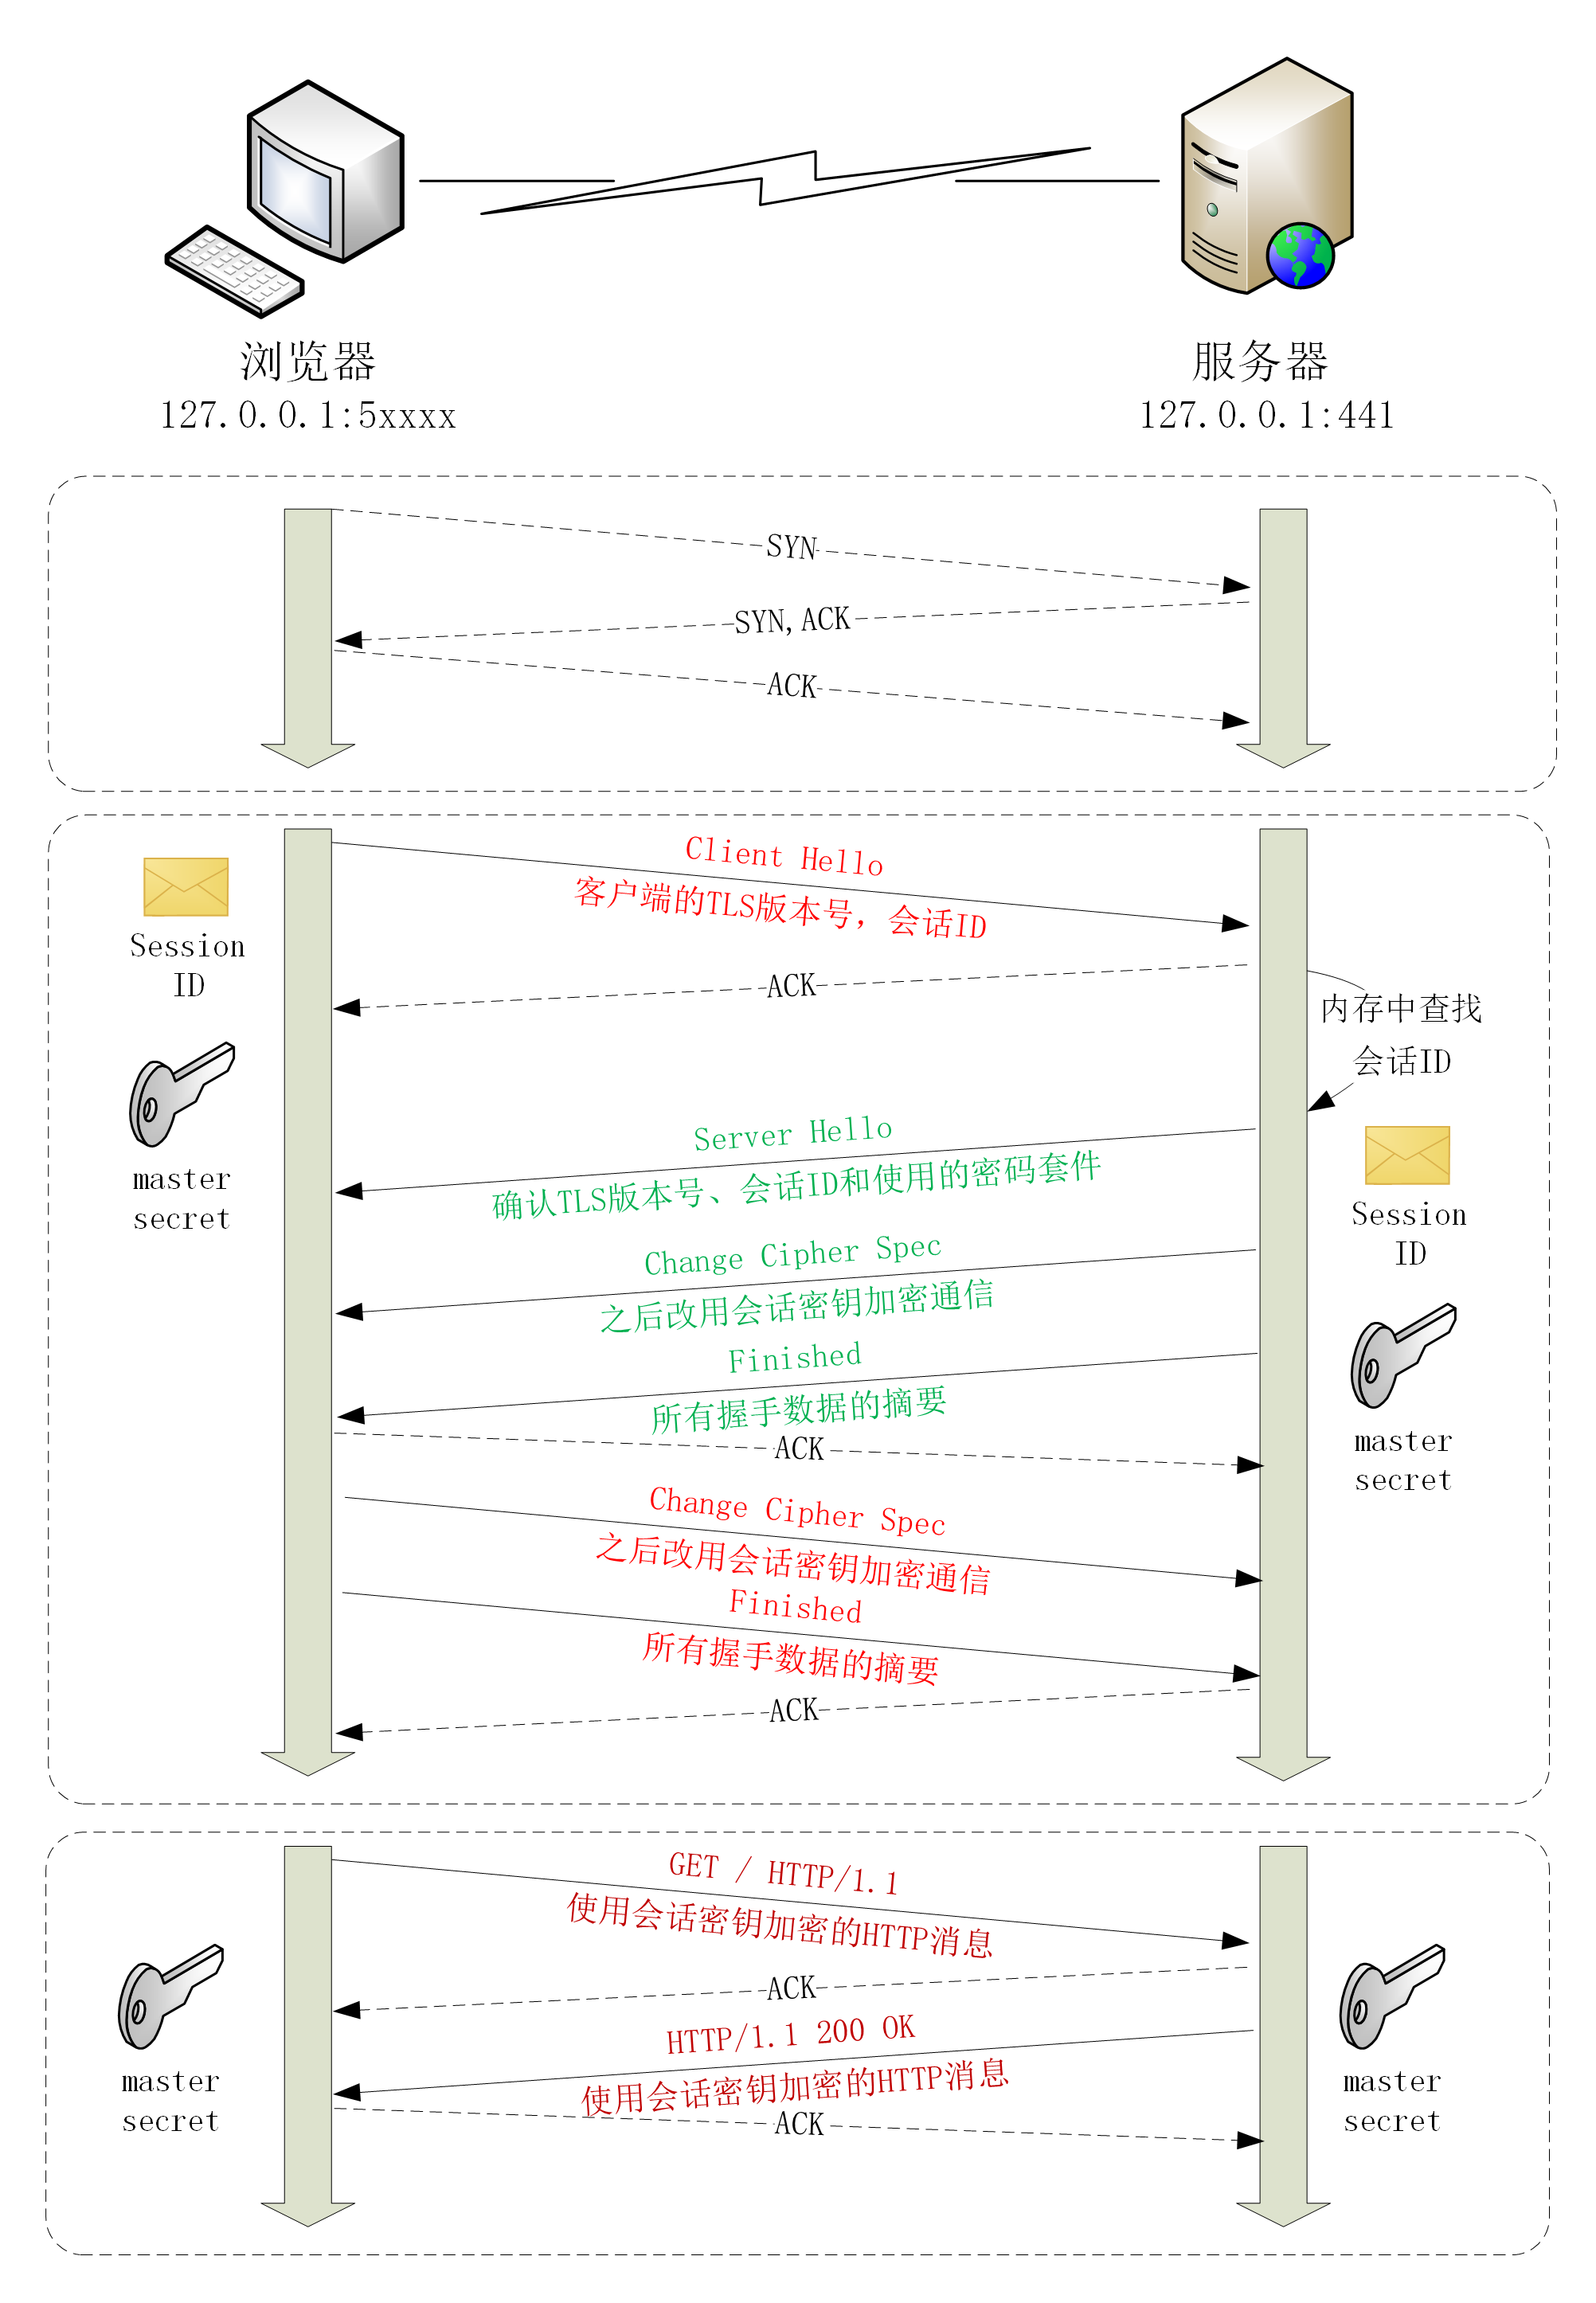 浏览器
127.0.0.1:5xxxx
服务器
127.0.0.1:441
SYN
SYN,ACK
ACK
Client Hello
客户端的TLS版本号，会话ID
Session
ID
ACK
内存中查找
会话ID
master
secret
Server Hello
确认TLS版本号、会话ID和使用的密码套件
Session
ID
Change Cipher Spec
之后改用会话密钥加密通信
Finished
所有握手数据的摘要
ACK
master
secret
Change Cipher Spec
之后改用会话密钥加密通信
Finished
所有握手数据的摘要
ACK
GET / HTTP/1.1
使用会话密钥加密的HTTP消息
ACK
HTTP/1.1 200 OK
使用会话密钥加密的HTTP消息
ACK
master
secret
master
secret